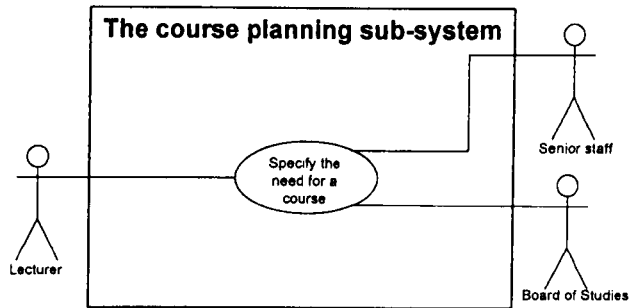 The course planning sub-system
Senior staff
Specify the
need for a
course
Lecturer
Board of Studies